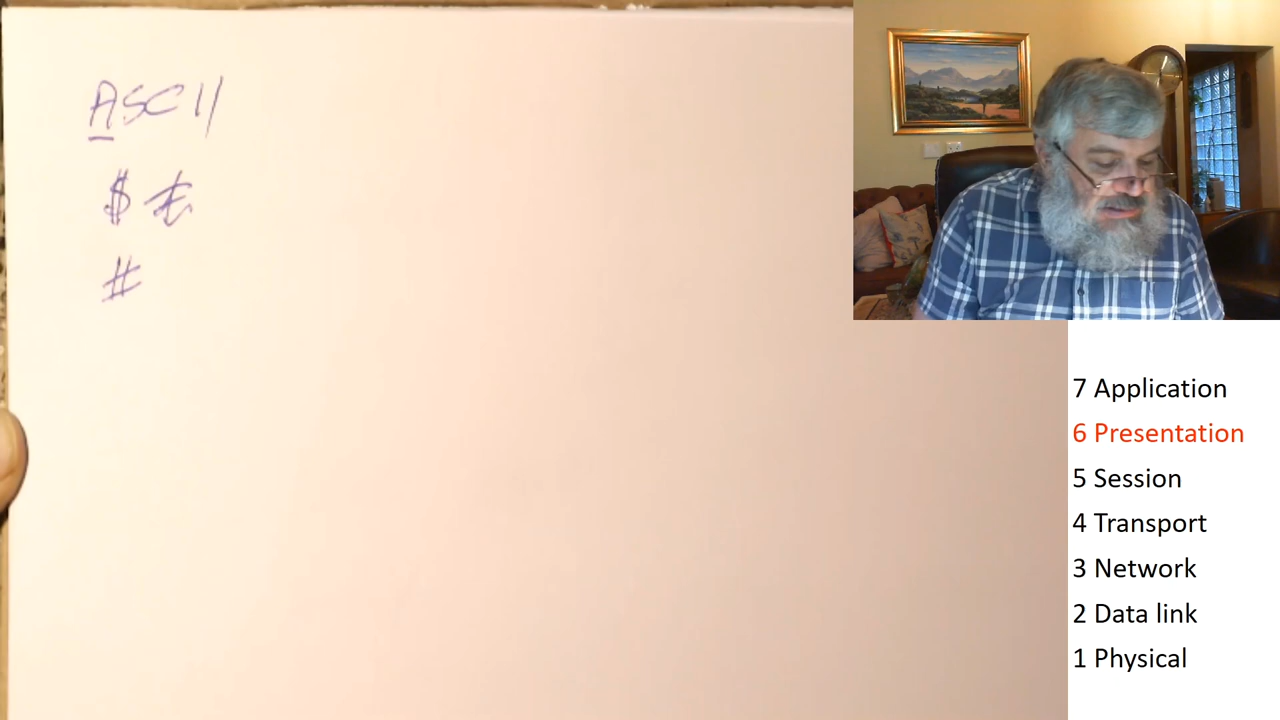 ASCII
$ £
#
7 Application
6 Presentation
5 Session
4 Transport
3 Network
2 Data link
1 Physical